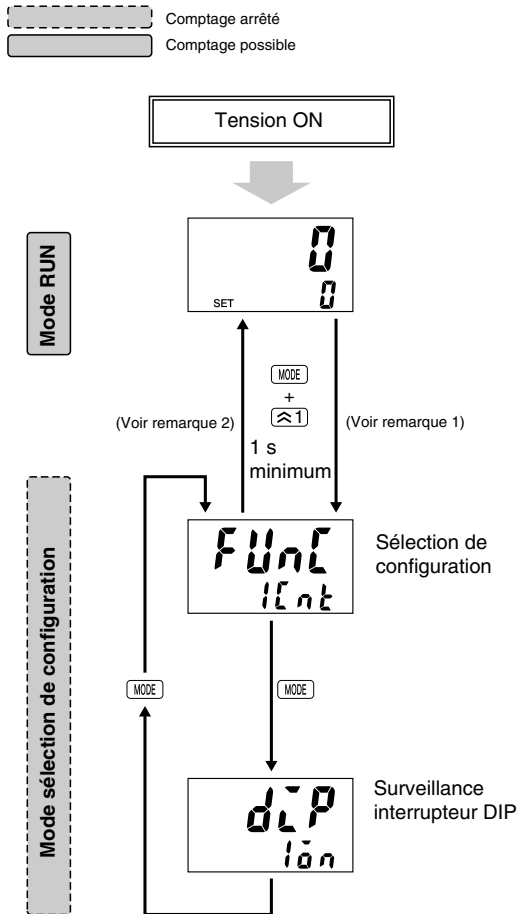 Comptage arrêté
Comptage possible
Tension ON
Mode RUN
0
SET 0
MODE
+
1
(Voir remarque 2)
(Voir remarque 1)
1 s
minimum
Mode sélection de configuration
FUnC
1Cnt
Sélection de
configuration
MODE
MODE
diP
1on
Surveillance
interrupteur DIP